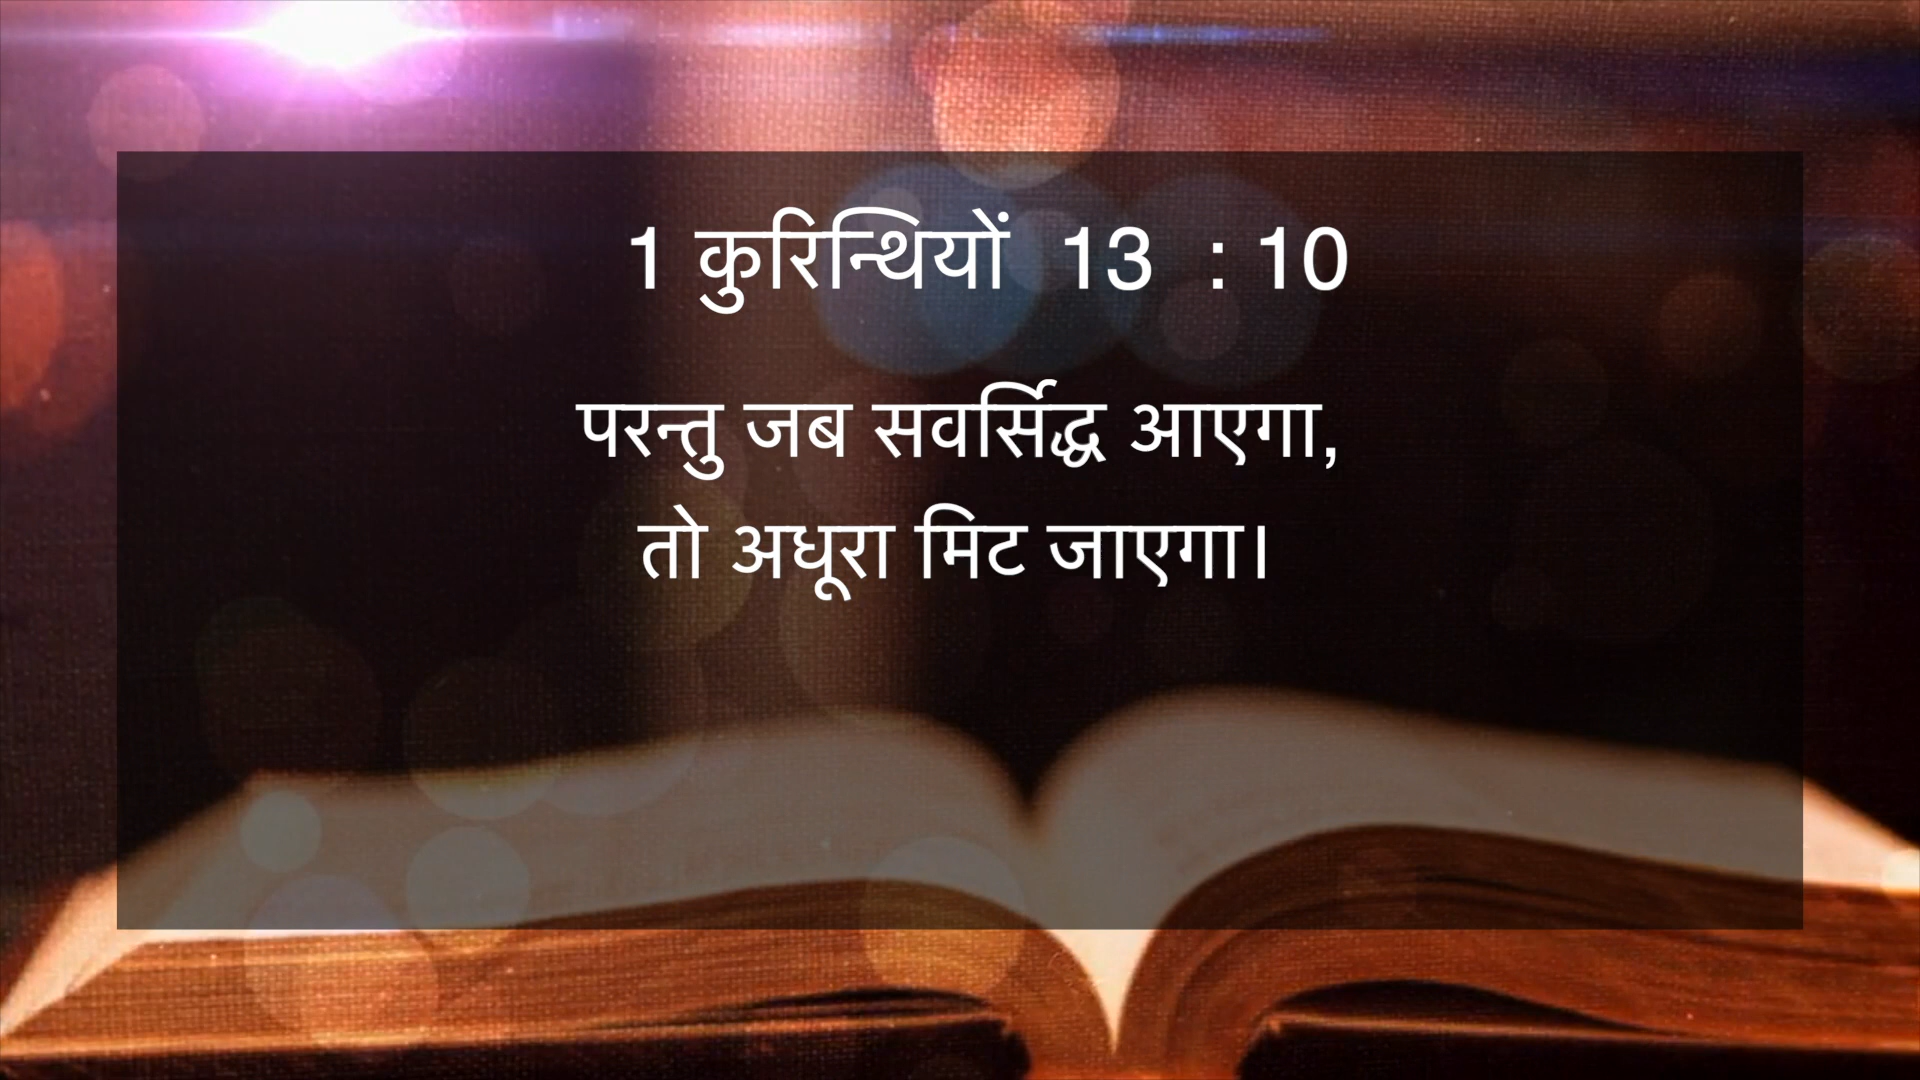 1 कुरिन्थियों 13 : 10
परन्तु जब सवर्सिद्ध आएगा,
तो अधूरा मिट जाएगा।